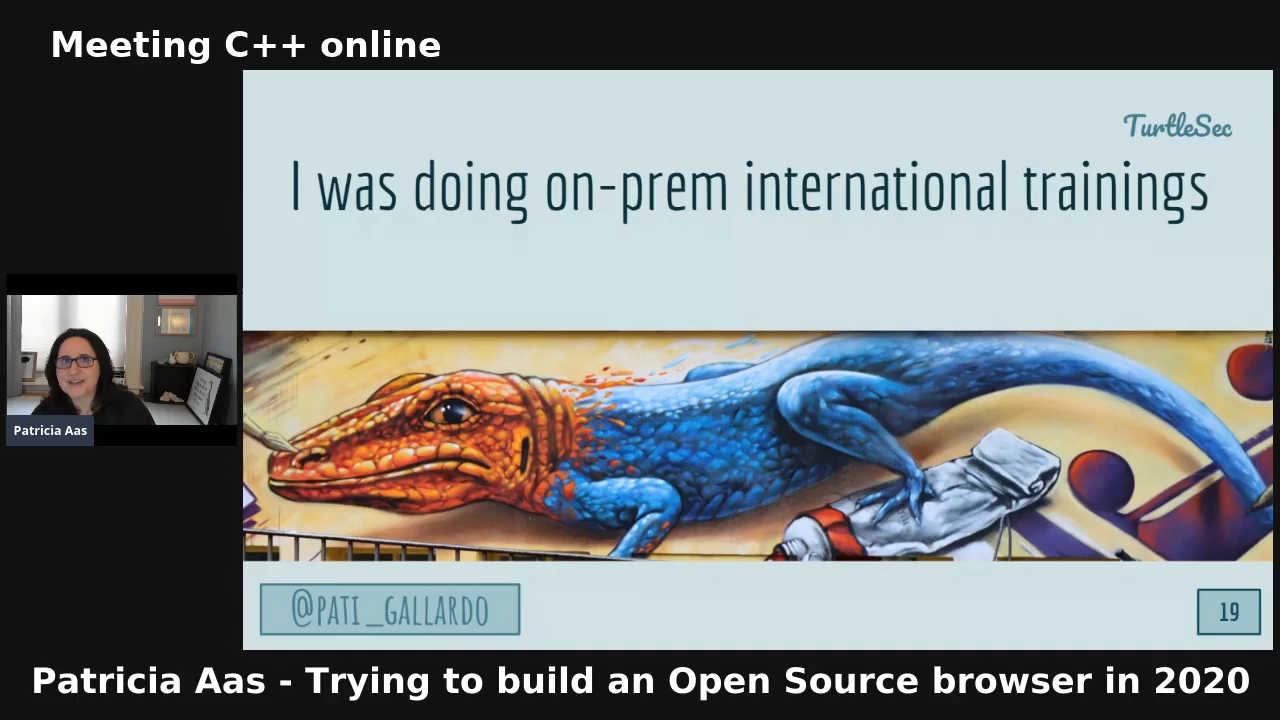 Meeting C++ online
TurtleSec
I was doing on-prem international trainings
Patricia Aas
@PATI_GALLARDO
19
Patricia Aas - Trying to build an Open Source browser in 2020